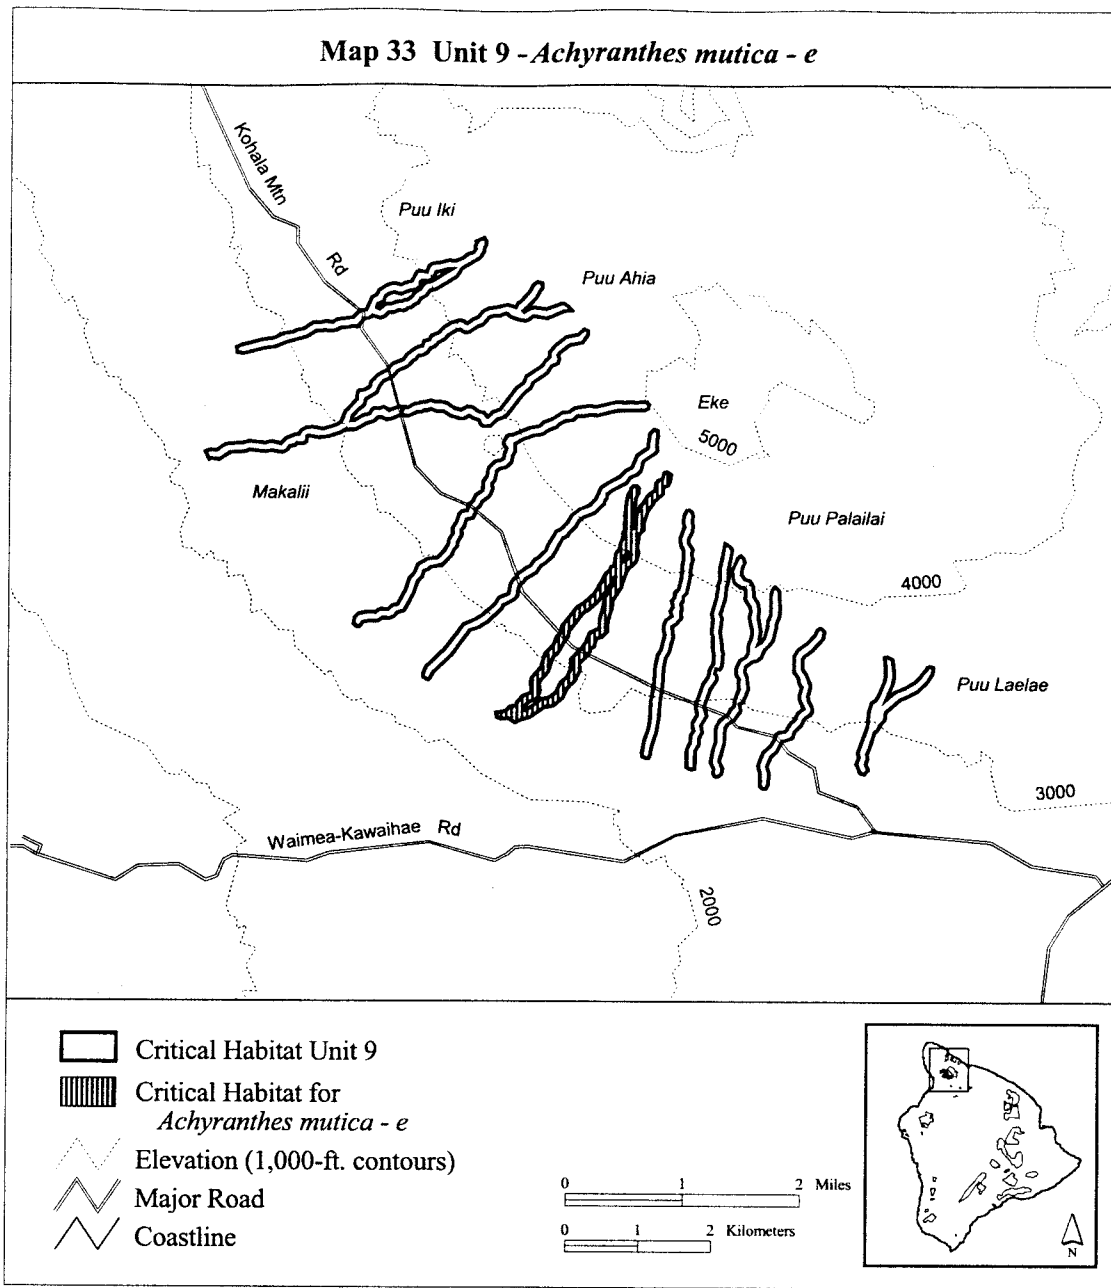 Map 33 Unit 9 - Achyranthes mutica - e
Kohala Mtn
Rd
Puu Iki
Puu Ahia
Eke
5000
Makalii
Puu Palailai
4000
Puu Laelae
3000
Waimea-Kawaihae Rd
2000
Critical Habitat Unit 9
Critical Habitat for
Achyranthes mutica - e
Elevation (1,000-ft. contours)
Major Road
Coastline
0 1 2 Miles
0 1 2 Kilometers
N